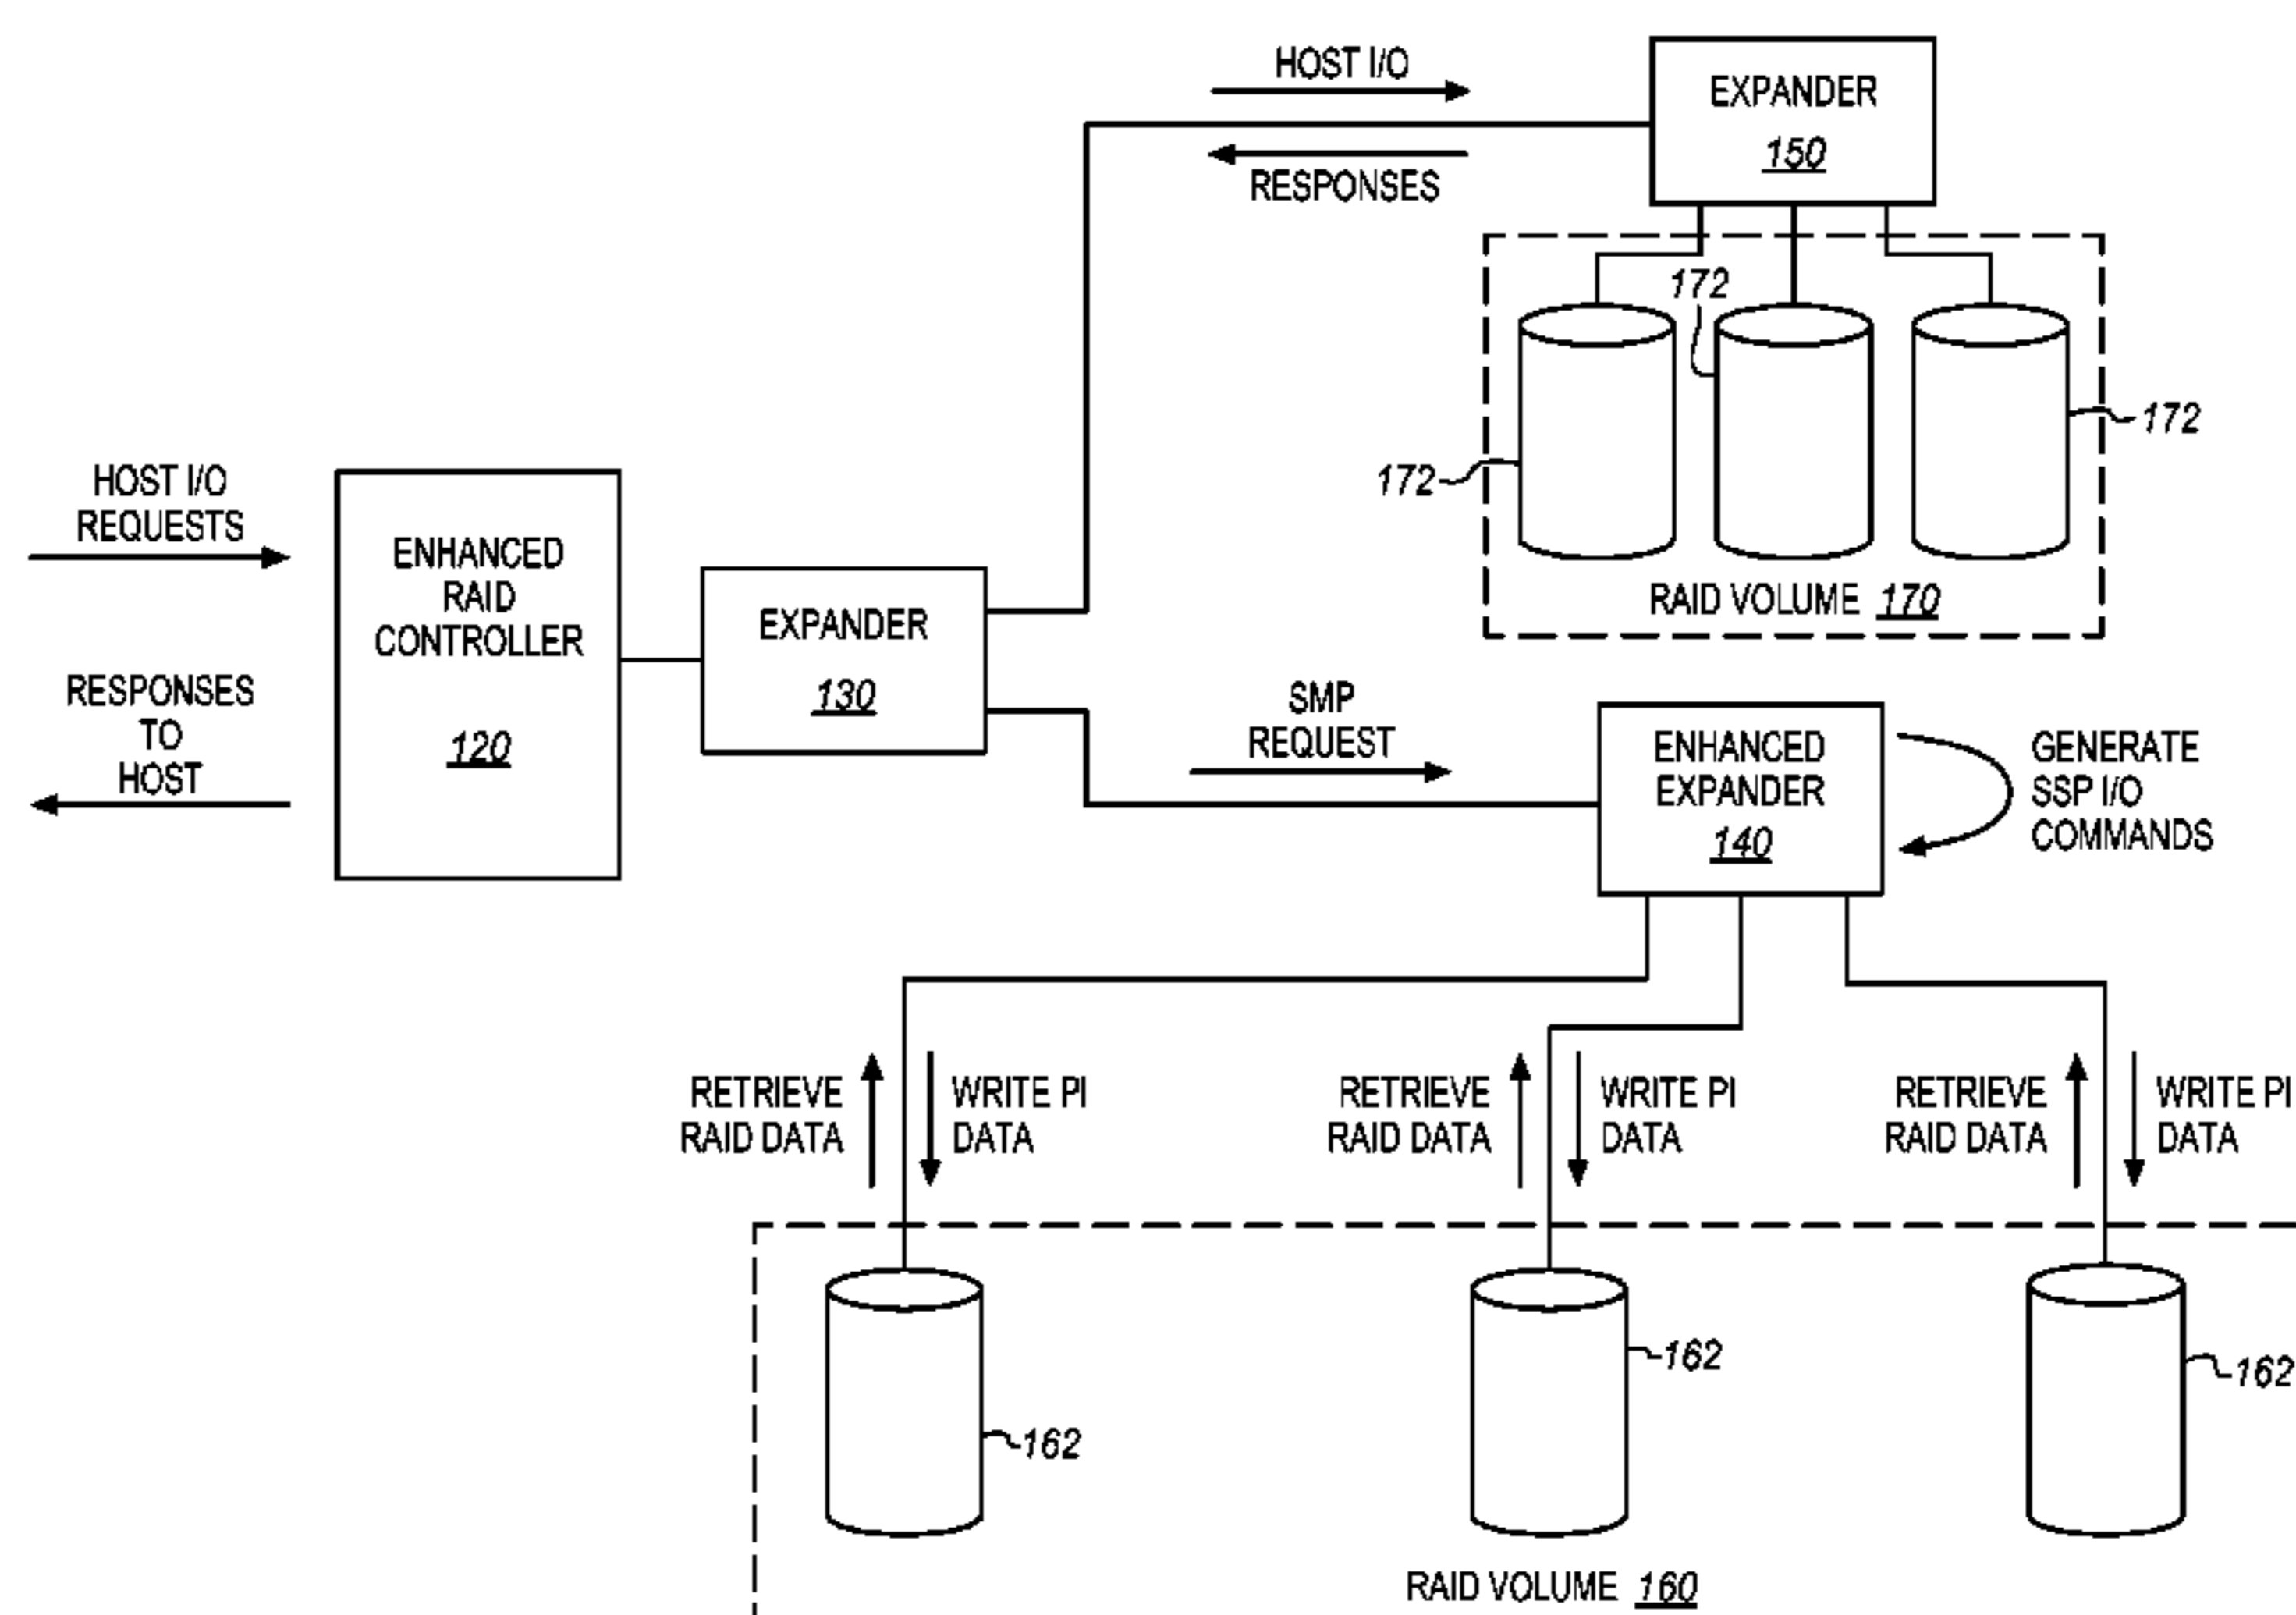 HOST I/O
RESPONSES
EXPANDER
150
172
172
172
RAID VOLUME 170
HOST I/O
REQUESTS
RESPONSES
TO
HOST
ENHANCED
RAID
CONTROLLER
120
EXPANDER
130
SMP
REQUEST
ENHANCED
EXPANDER
140
GENERATE
SSP I/O
COMMANDS
RETRIEVE
RAID DATA
WRITE PI
DATA
RETRIEVE
RAID DATA
WRITE PI
DATA
RETRIEVE
RAID DATA
WRITE PI
DATA
162
162
162
RAID VOLUME 160